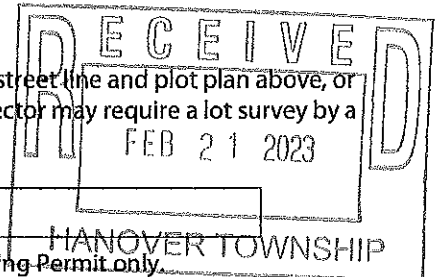 RECEIVED
street line and plot plan above, or
ector may require a lot survey by a
FEB 21 2023
HANOVER TOWNSHIP
ng Permit only.